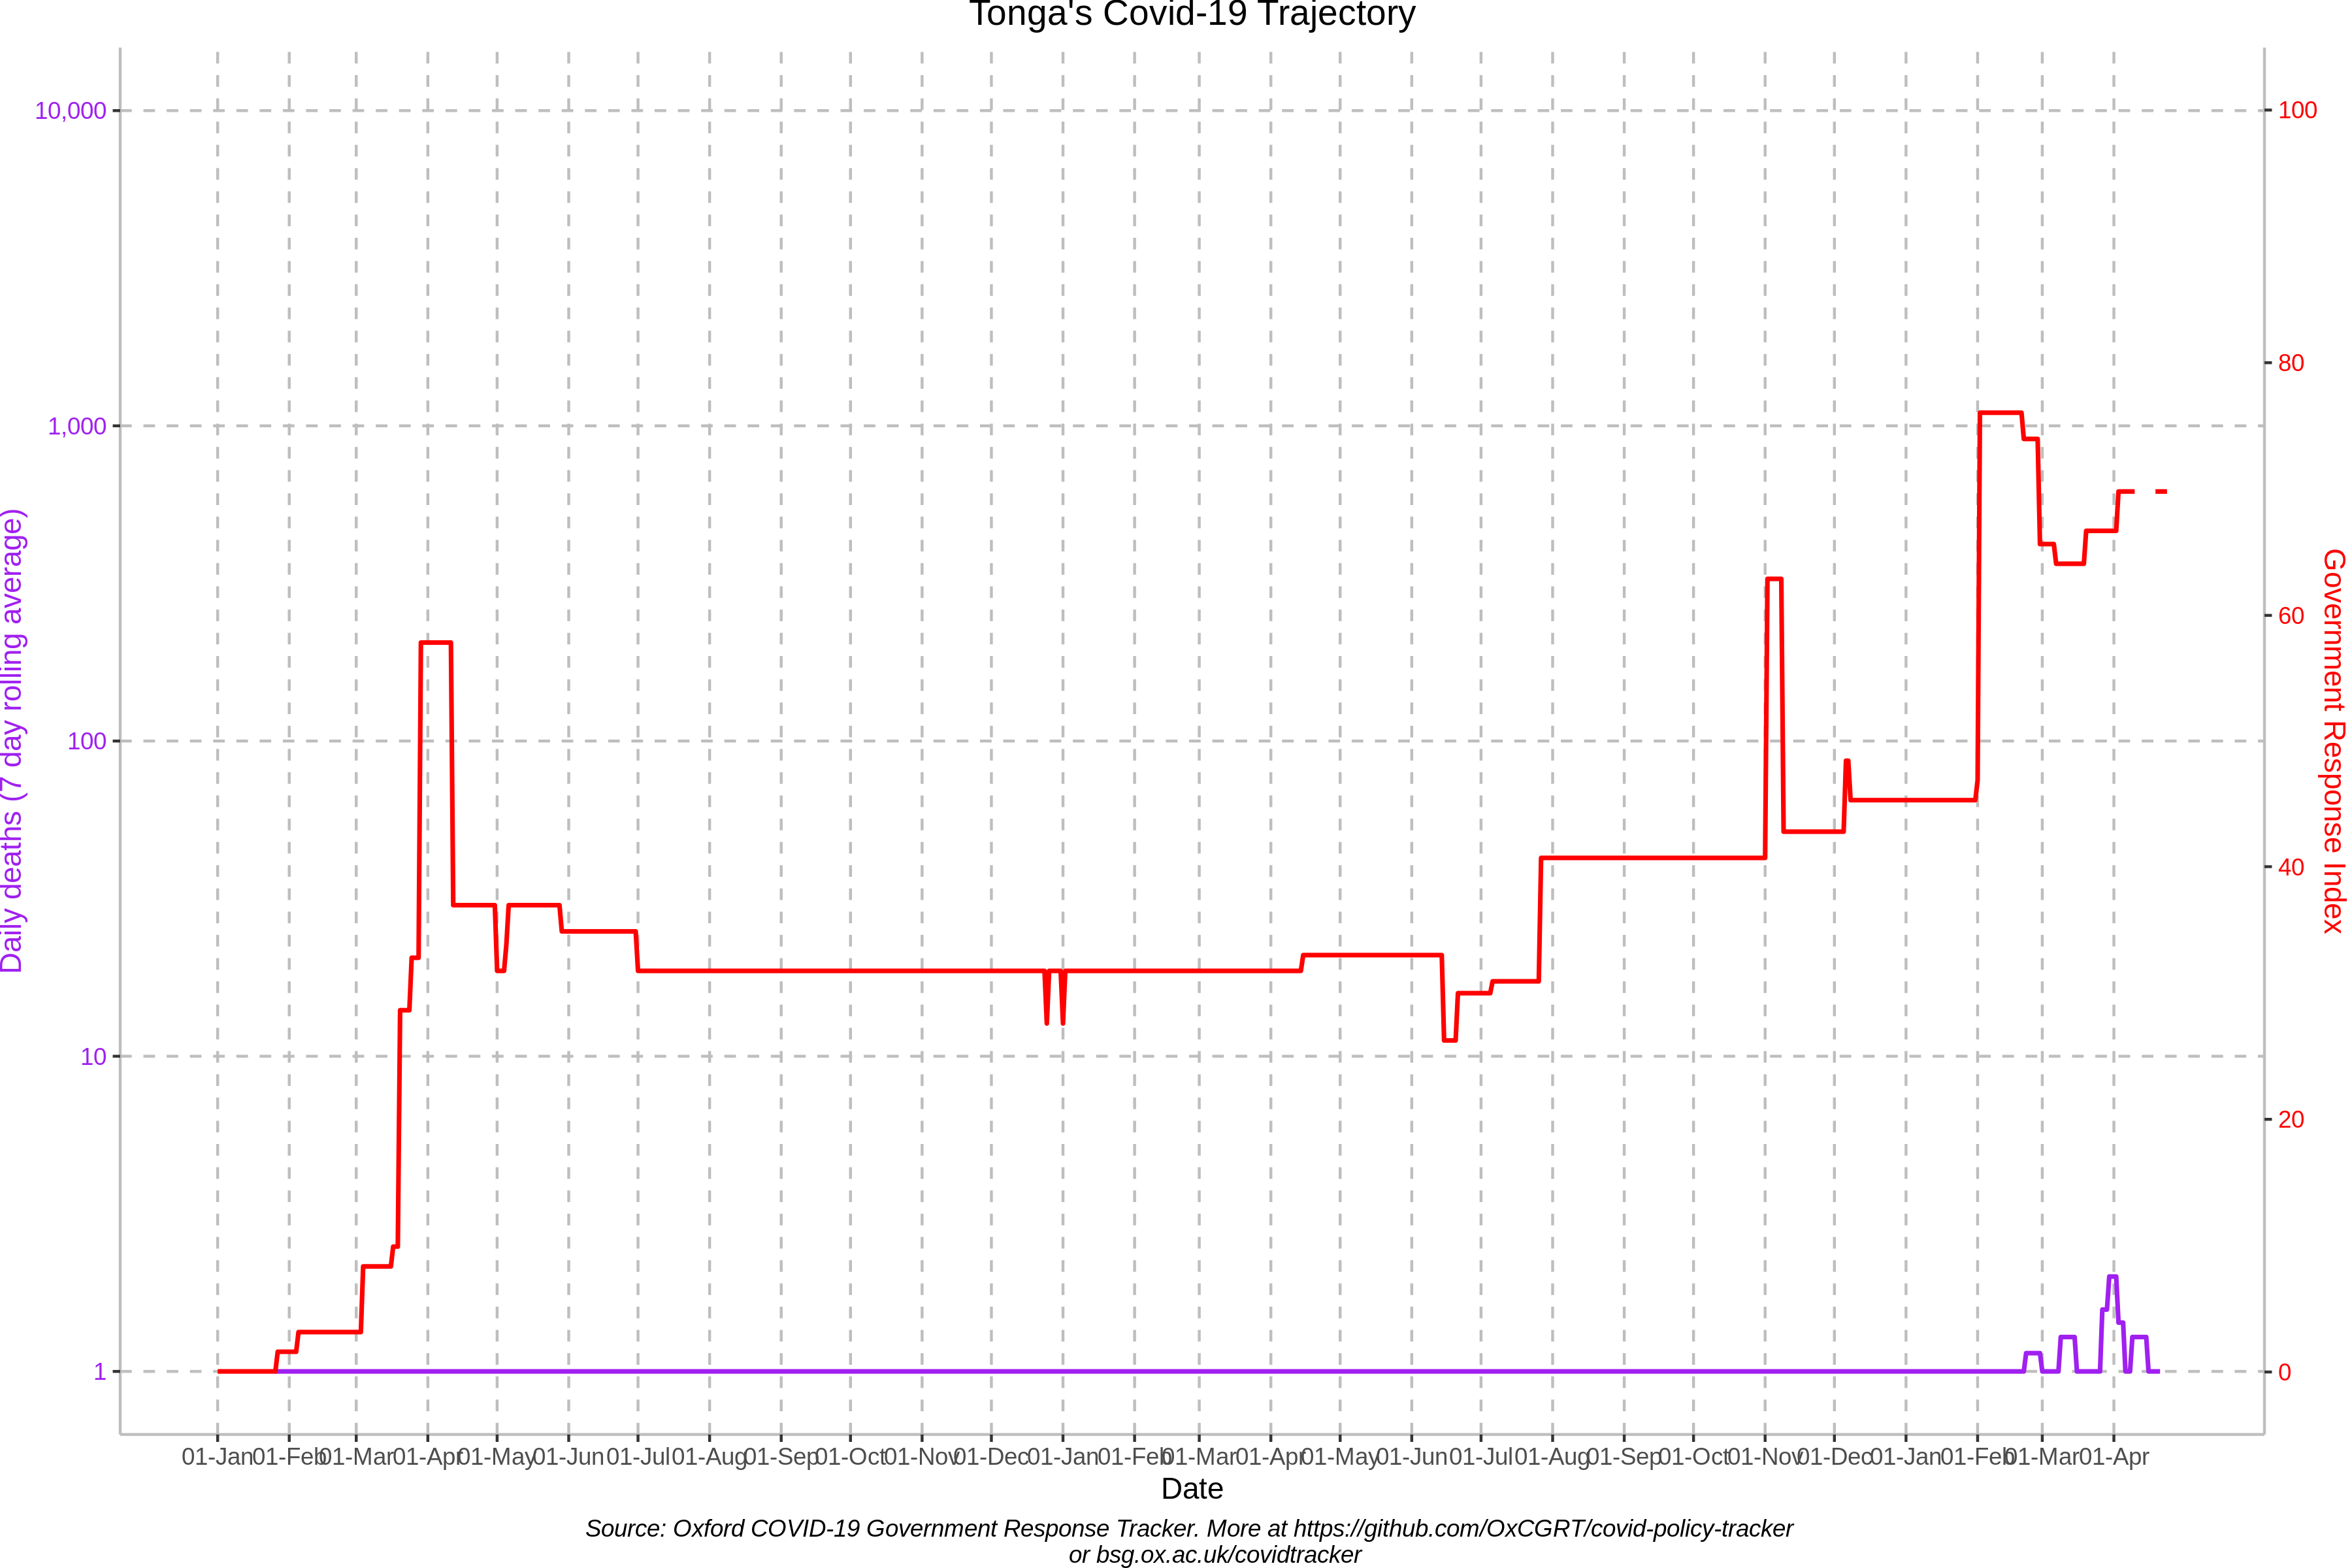 Tonga's Covid-19 Trajectory
Daily deaths (7 day rolling average)
10,000
1,000
100
10
1
100
80
60
40
20
0
Government Response Index
01-Jan 01-Feb 01-Mar 01-Apr 01-May 01-Jun 01-Jul 01-Aug 01-Sep 01-Oct 01-Nov 01-Dec 01-Jan 01-Feb 01-Mar 01-Apr 01-May 01-Jun 01-Jul 01-Aug 01-Sep 01-Oct 01-Nov 01-Dec 01-Jan 01-Feb 01-Mar 01-Apr
Date
Source: Oxford COVID-19 Government Response Tracker. More at https://github.com/OxCGRT/covid-policy-tracker
or bsg.ox.ac.uk/covidtracker